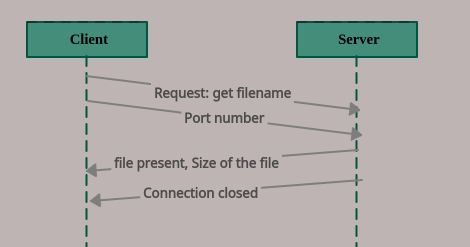 Client
Server
Request: get filename
Port number
file present, Size of the file
Connection closed